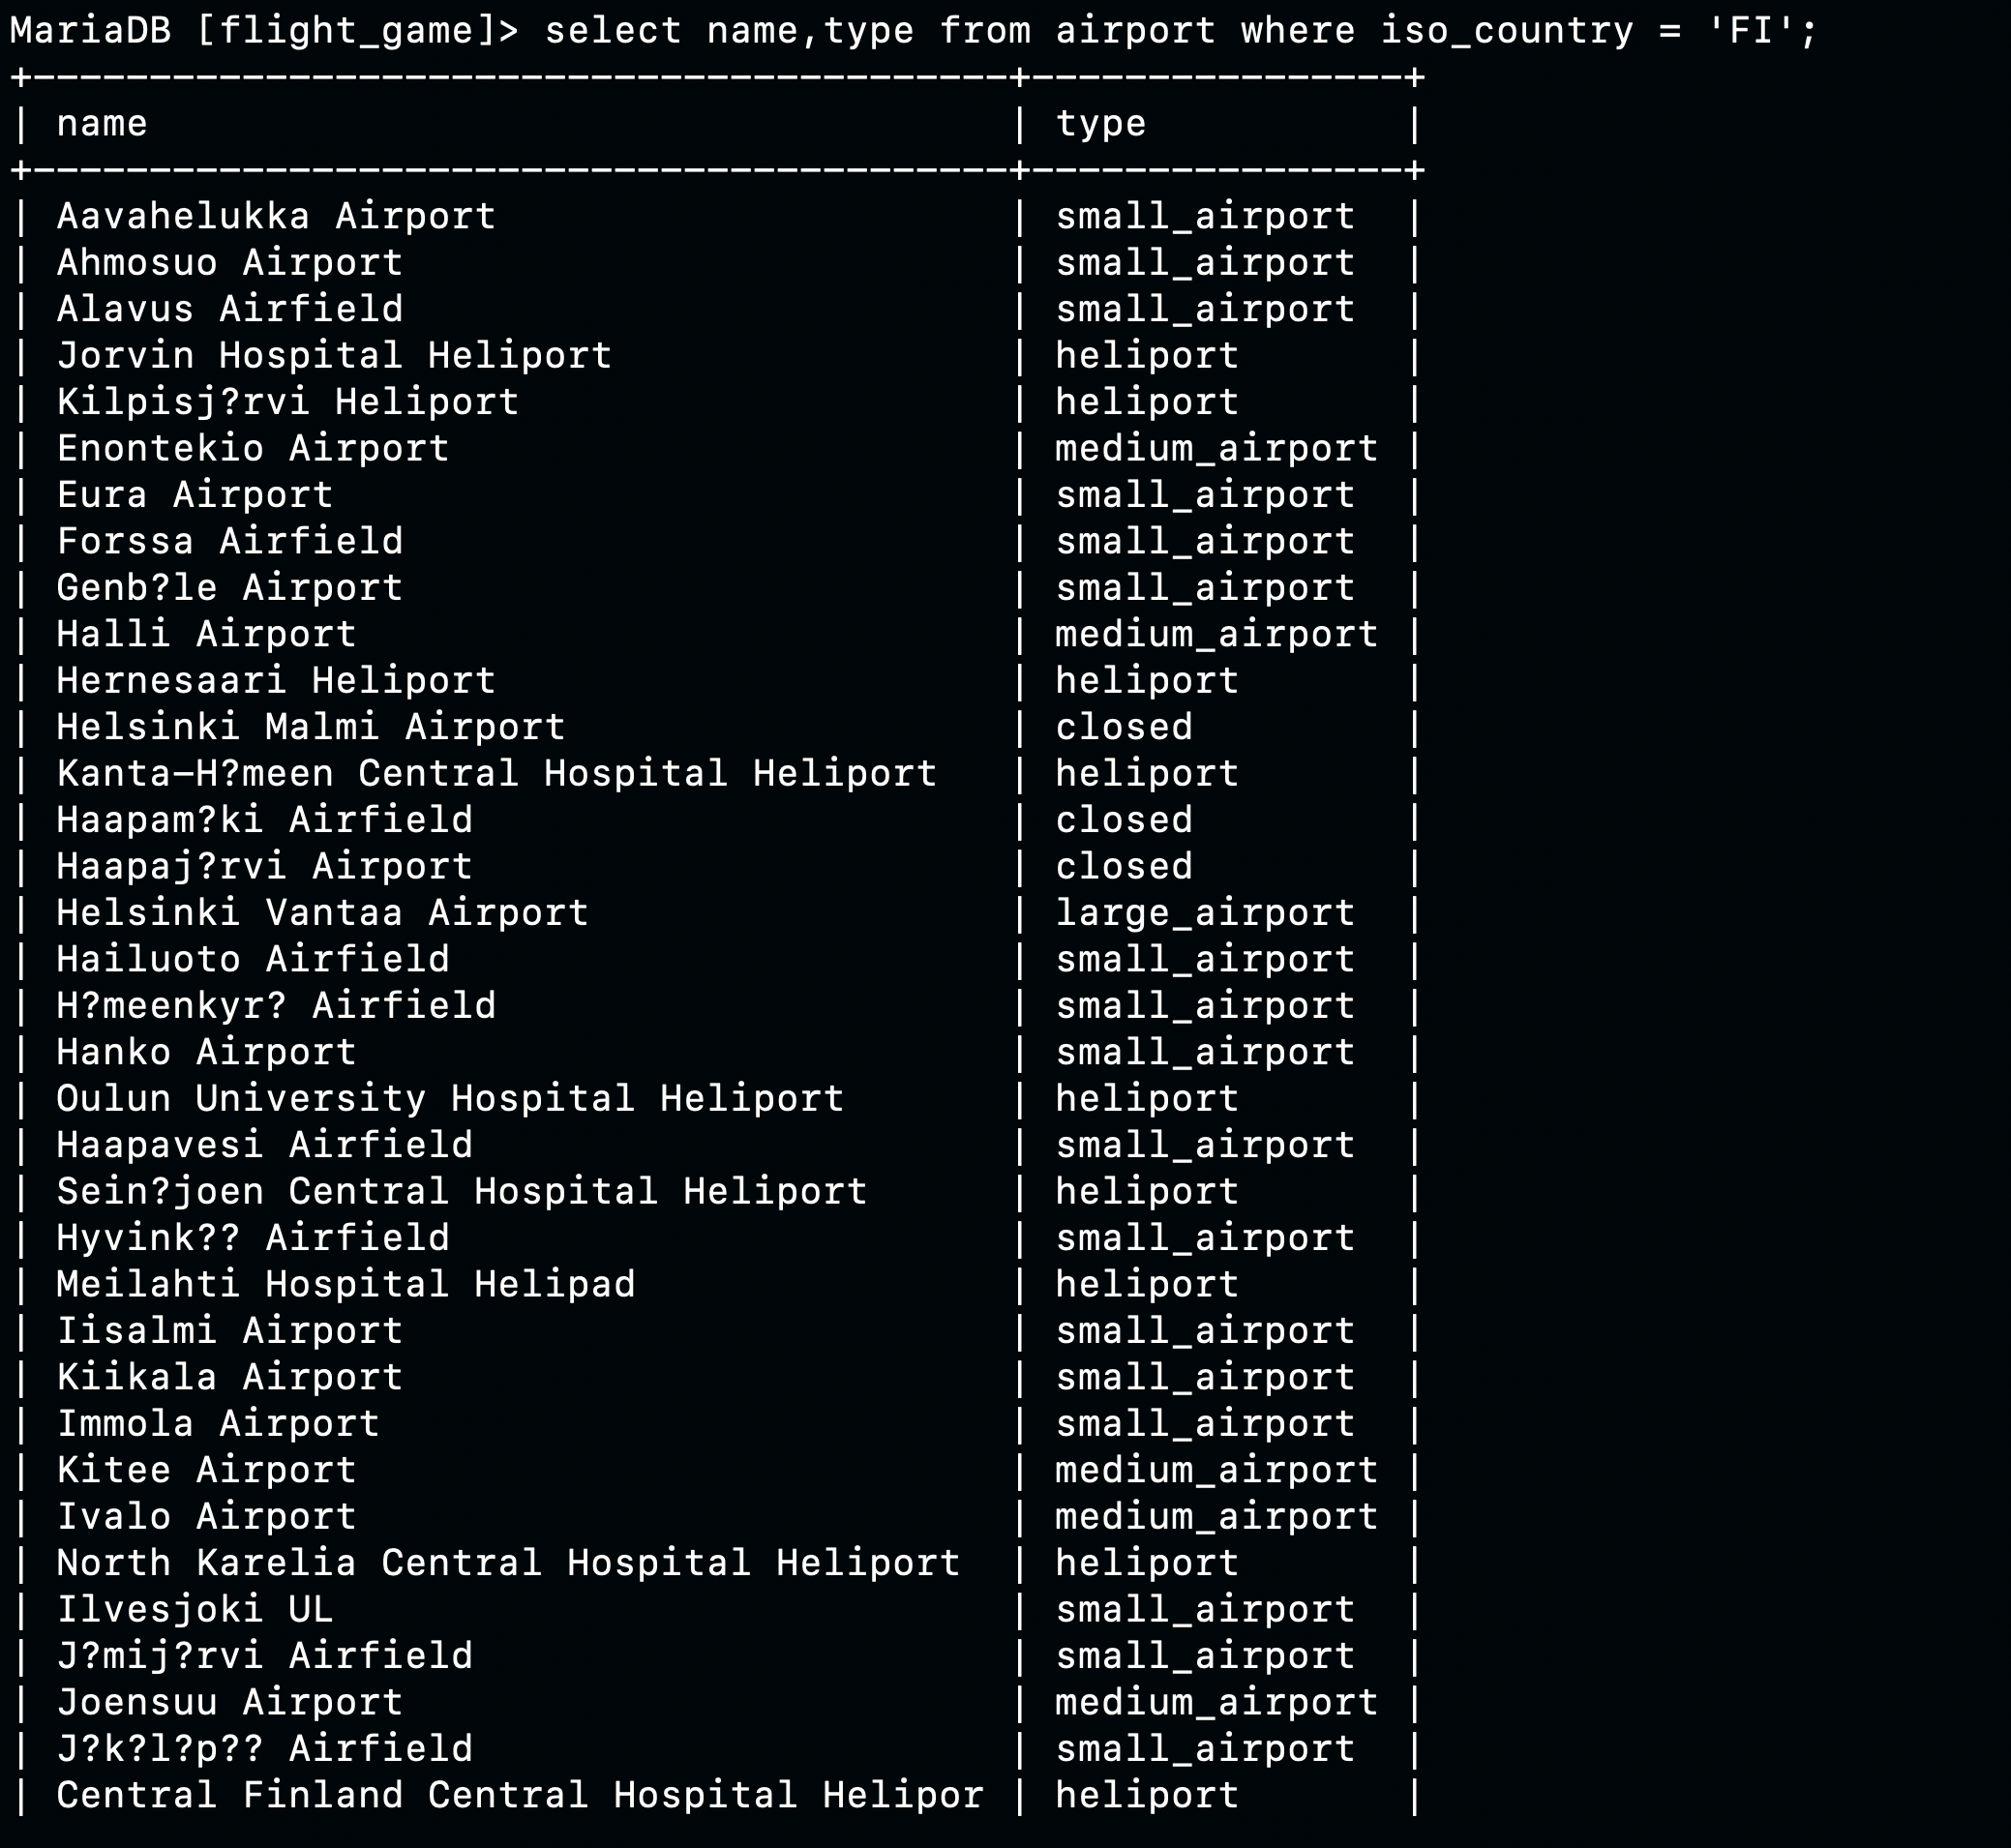 MariaDB [flight_game]> select name,type from airport where iso_country = 'FI';
+------------------------------------------+----------------+
| name                                     | type           |
+------------------------------------------+----------------+
| Aavahelukka Airport                      | small_airport  |
| Ahmosuo Airport                          | small_airport  |
| Alavus Airfield                          | small_airport  |
| Jorvin Hospital Heliport                 | heliport       |
| Kilpisj?rvi Heliport                     | heliport       |
| Enontekio Airport                        | medium_airport |
| Eura Airport                             | small_airport  |
| Forssa Airfield                          | small_airport  |
| Genb?le Airport                          | small_airport  |
| Halli Airport                            | medium_airport |
| Hernesaari Heliport                      | heliport       |
| Helsinki Malmi Airport                   | closed         |
| Kanta-H?meen Central Hospital Heliport   | heliport       |
| Haapam?ki Airfield                       | closed         |
| Haapaj?rvi Airport                       | closed         |
| Helsinki Vantaa Airport                  | large_airport  |
| Hailuoto Airfield                        | small_airport  |
| H?meenkyr? Airfield                      | small_airport  |
| Hanko Airport                            | small_airport  |
| Oulun University Hospital Heliport       | heliport       |
| Haapavesi Airfield                       | small_airport  |
| Sein?joen Central Hospital Heliport      | heliport       |
| Hyvink?? Airfield                        | small_airport  |
| Meilahti Hospital Helipad                | heliport       |
| Iisalmi Airport                          | small_airport  |
| Kiikala Airport                          | small_airport  |
| Immola Airport                           | small_airport  |
| Kitee Airport                            | medium_airport |
| Ivalo Airport                            | medium_airport |
| North Karelia Central Hospital Heliport  | heliport       |
| Ilvesjoki UL                             | small_airport  |
| J?mij?rvi Airfield                       | small_airport  |
| Joensuu Airport                          | medium_airport |
| J?k?l?p?? Airfield                       | small_airport  |
| Central Finland Central Hospital Helipor | heliport       |